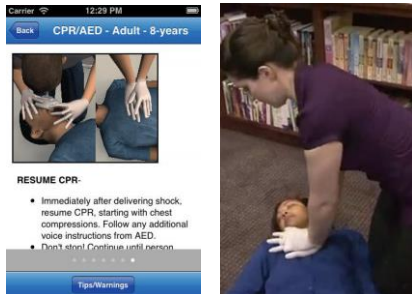 Carrier 12:29 PM
Back CPR/AED - Adult - 8-years
RESUME CPR-
• Immediately after delivering shock,
resume CPR, starting with chest
compressions. Follow any additional
voice instructions from AED.
• Don't stop! Continue until person
Tips/Warnings